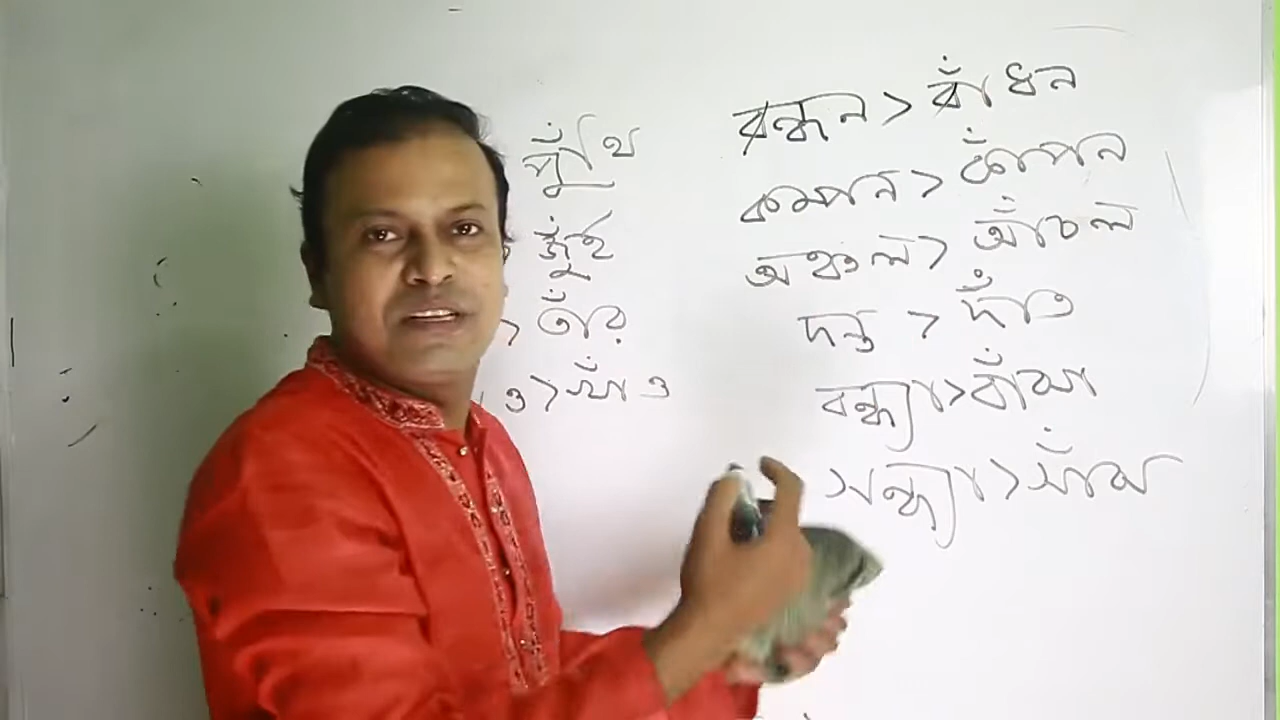 পুঁথি
জুঁই
> তাঁর
ও > সাঁও
বন্ধন > বাঁধন
কম্পন > কাঁপন
অঞ্চল > আঁচল
দন্ত > দাঁত
বন্ধ্যা > বাঁঝা
সন্ধ্যা > সাঁঝ